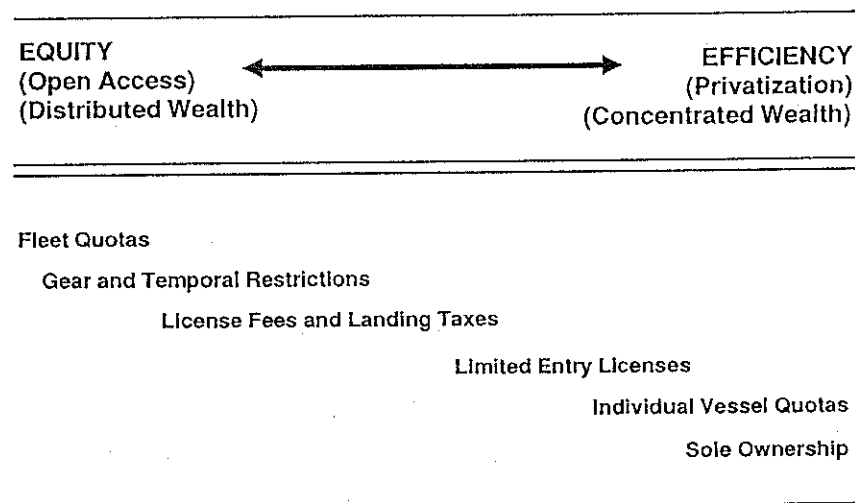 EQUITY
(Open Access)
(Distributed Wealth)
EFFICIENCY
(Privatization)
(Concentrated Wealth)
Fleet Quotas
Gear and Temporal Restrictions
License Fees and Landing Taxes
Limited Entry Licenses
Individual Vessel Quotas
Sole Ownership